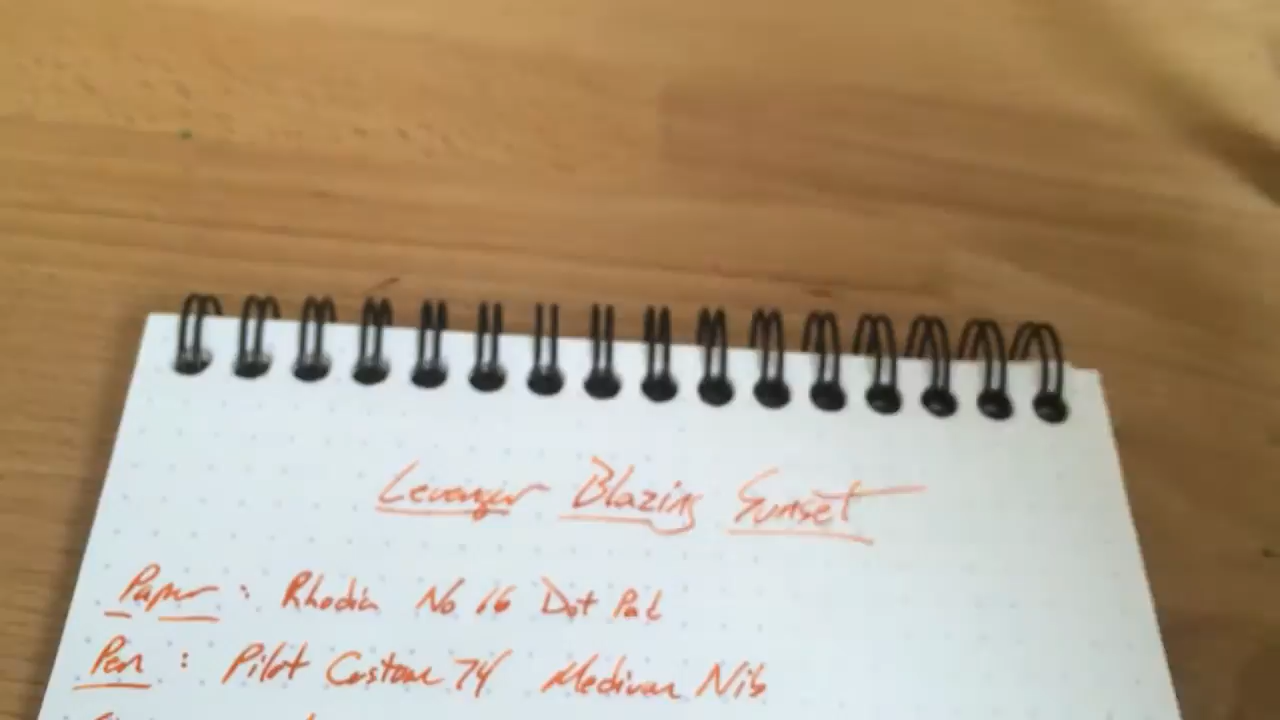 Levenger Blazing Sunset
Paper : Rhodia No 16 Dot Pad
Pen : Pilot Custom 74 Medium Nib